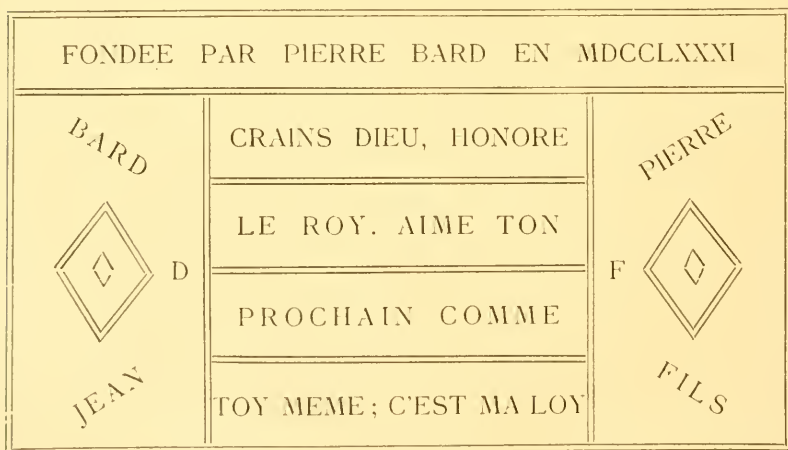 FONDEE PAR PIERRE BARD EN MDCCLXXXI
BARD
D
JEAN
CRAINS DIEU, HONORE
LE ROY. AIME TON
PROCHAIN COMME
TOY MEME; C'EST MA LOY
PIERRE
F
FILS